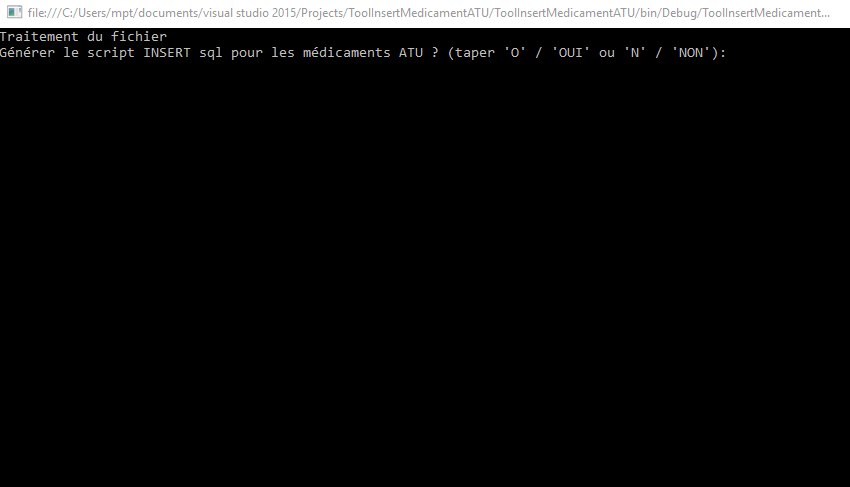 file:///C:/Users/mpt/documents/visual studio 2015/Projects/ToolInsertMedicamentATU/ToolInsertMedicamentATU/bin/Debug/ToolInsertMedicament...
Traitement du fichier
Générer le script INSERT sql pour les médicaments ATU ? (taper 'O' / 'OUI' ou 'N' / 'NON'):